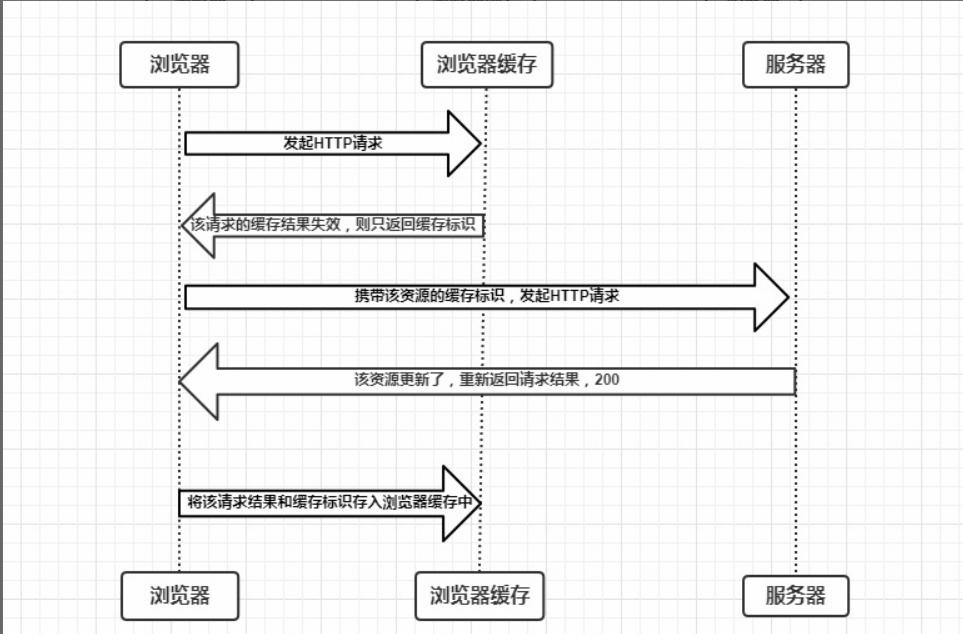 浏览器
浏览器缓存
服务器
发起HTTP请求
该请求的缓存结果失效，则只返回缓存标识
携带该资源的缓存标识，发起HTTP请求
该资源更新了，重新返回请求结果，200
将该请求结果和缓存标识存入浏览器缓存中
浏览器
浏览器缓存
服务器